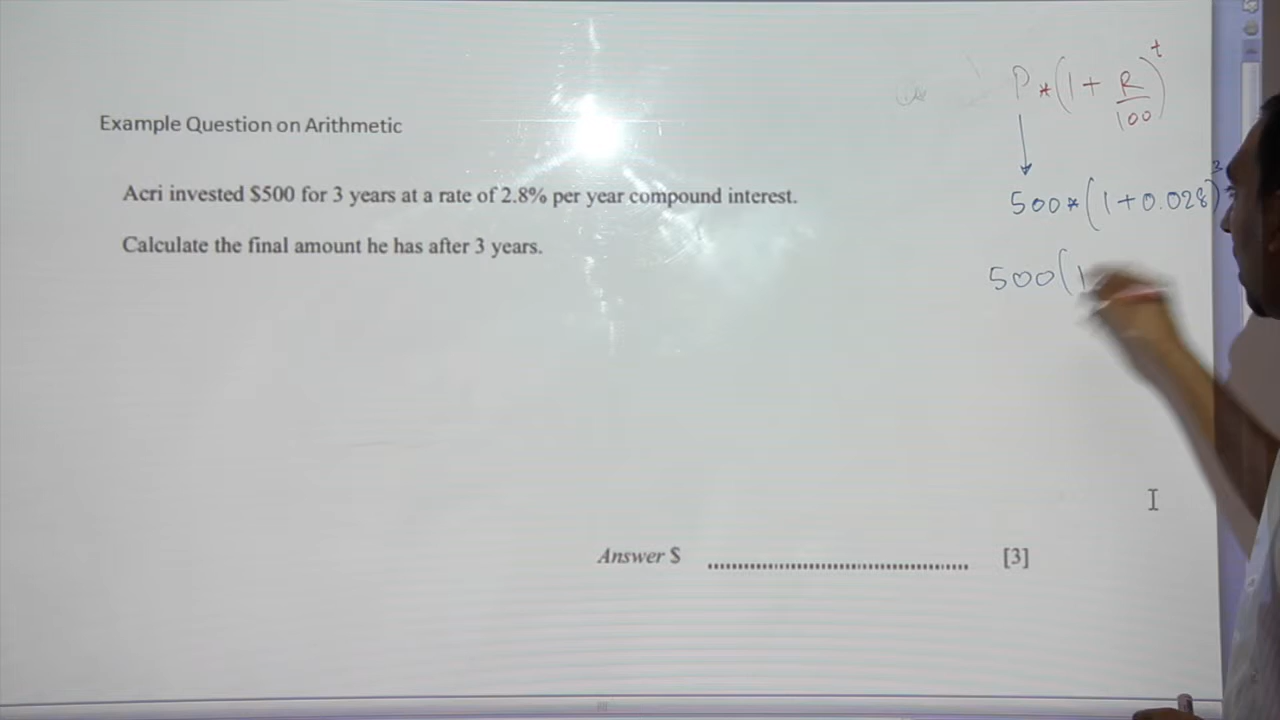 Example Question on Arithmetic
Acri invested $500 for 3 years at a rate of 2.8% per year compound interest.
Calculate the final amount he has after 3 years.
Answer $ ........................................... [3]
P*(1+R/100)^t
500*(1+0.028)^3
500(1